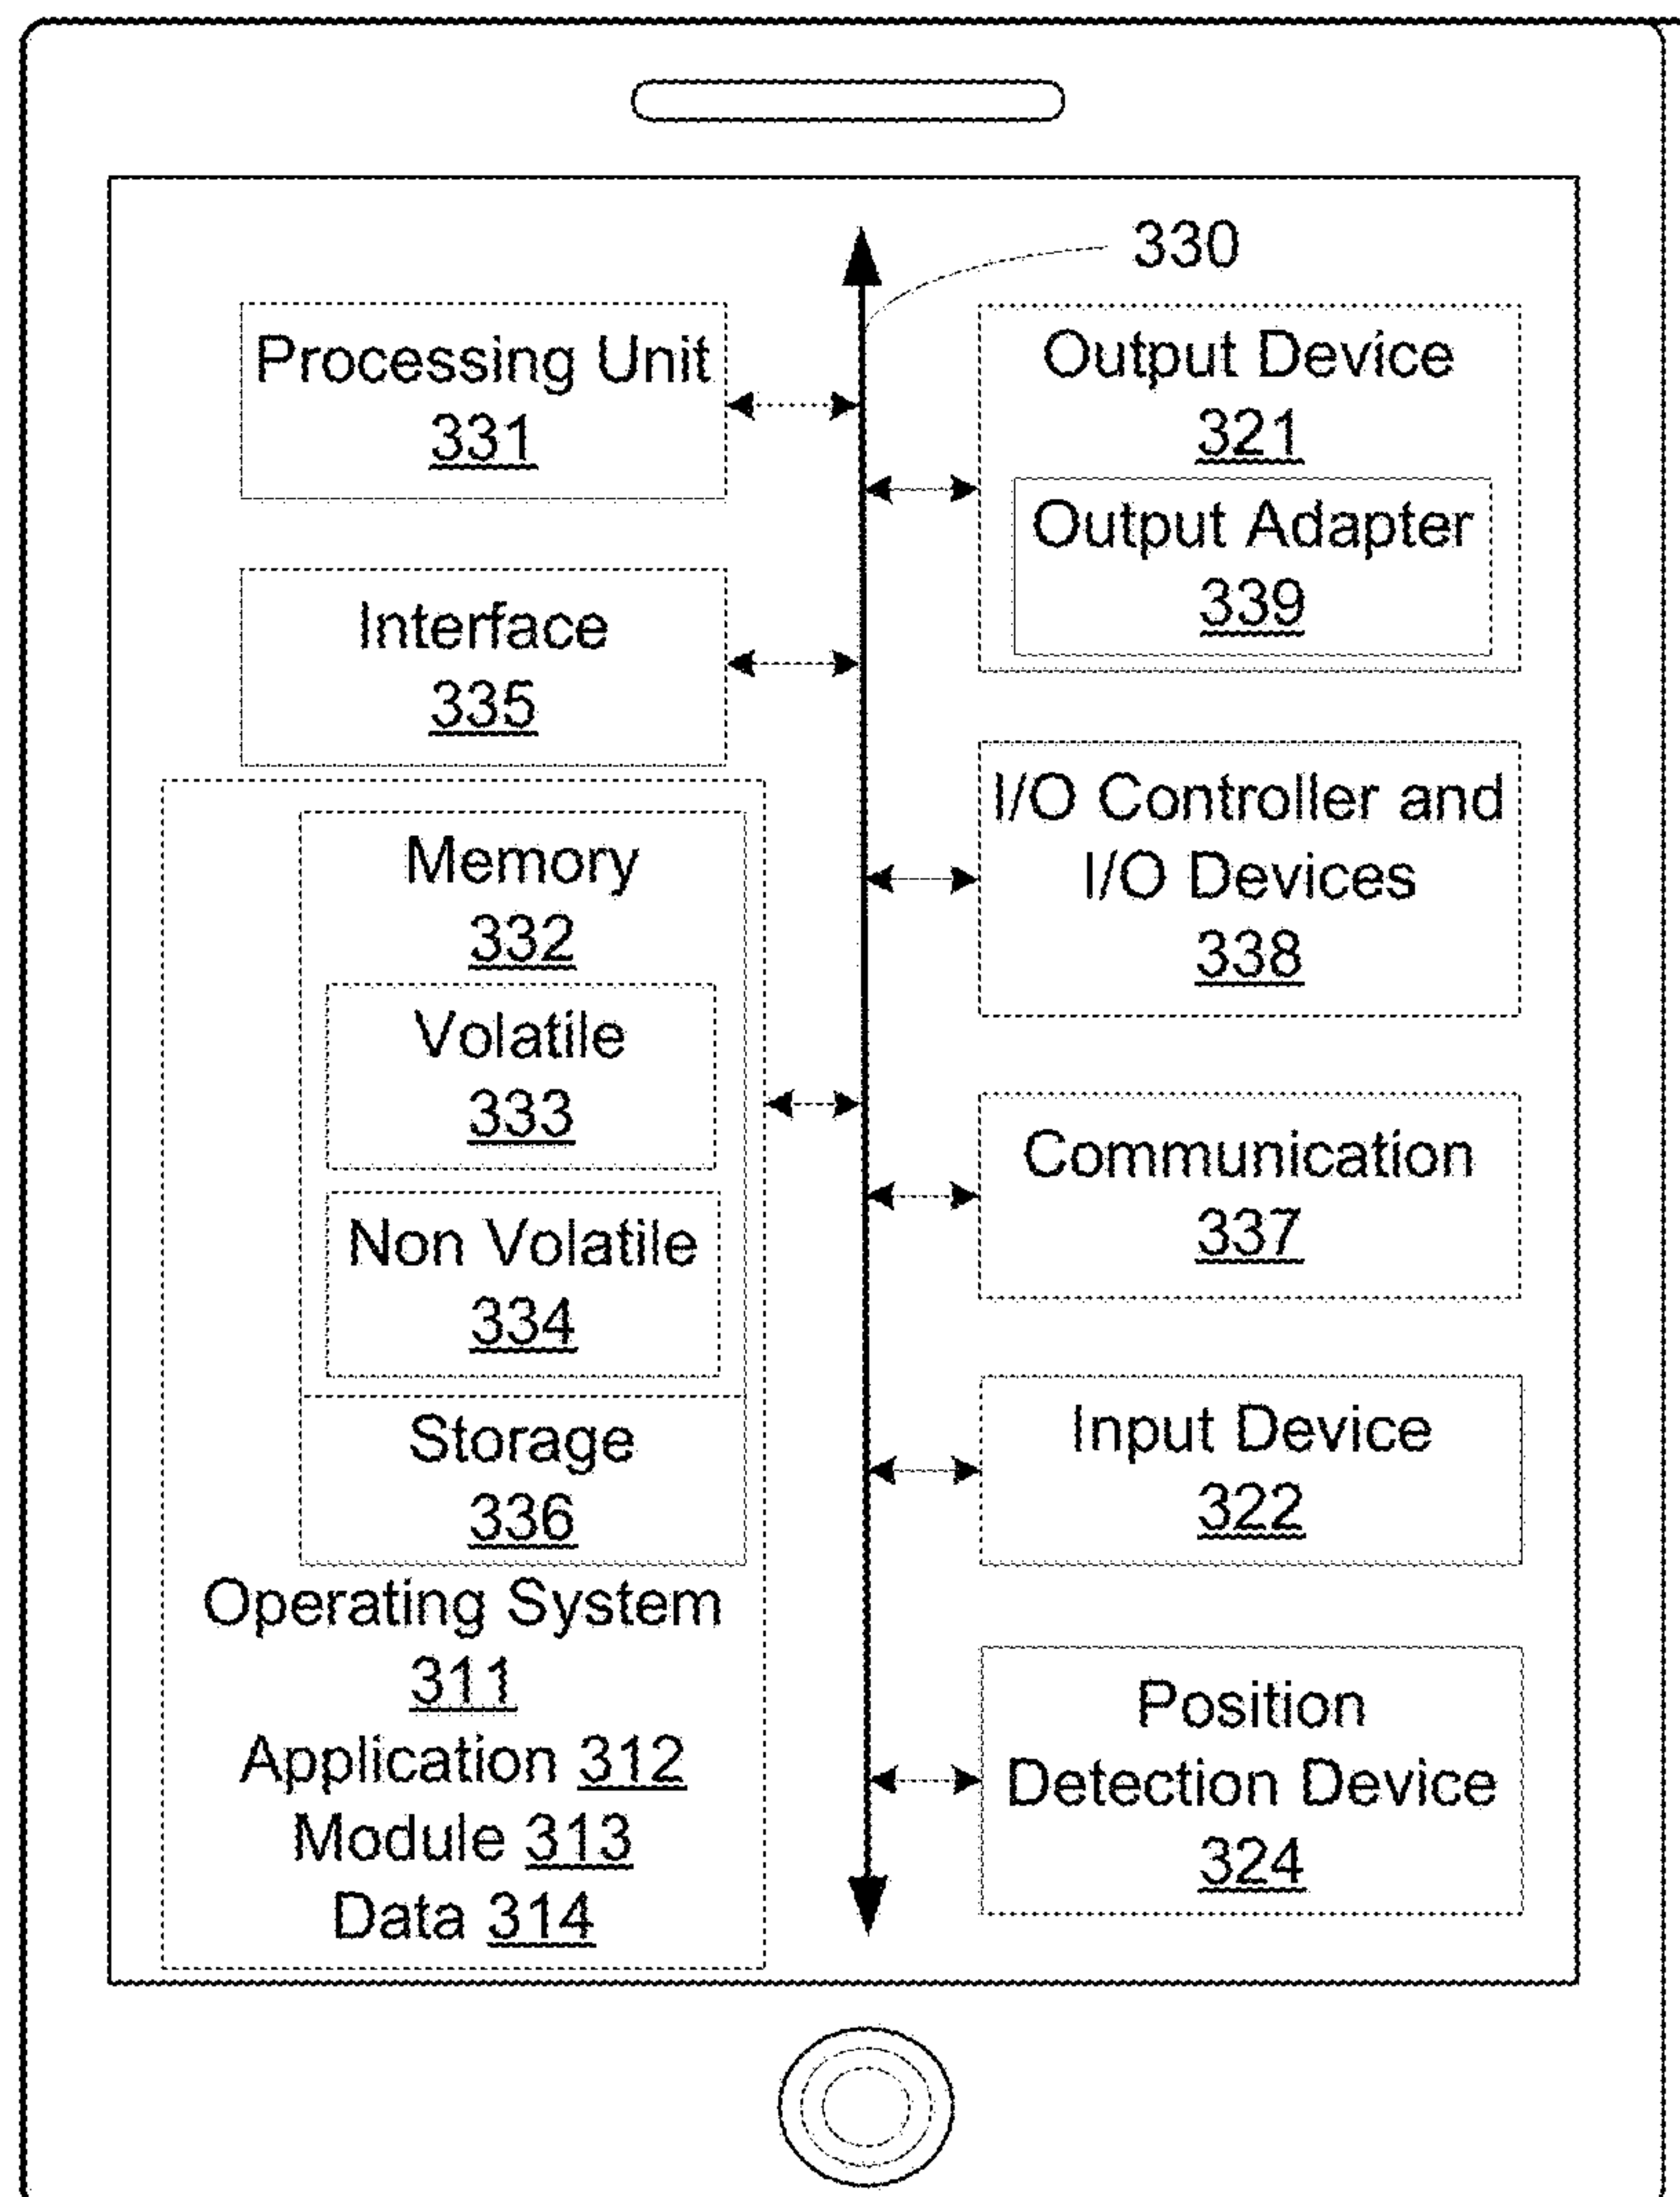 330
Processing Unit
331
Interface
335
Memory
332
Volatile
333
Non Volatile
334
Storage
336
Operating System
311
Application 312
Module 313
Data 314
Output Device
321
Output Adapter
339
I/O Controller and
I/O Devices
338
Communication
337
Input Device
322
Position
Detection Device
324